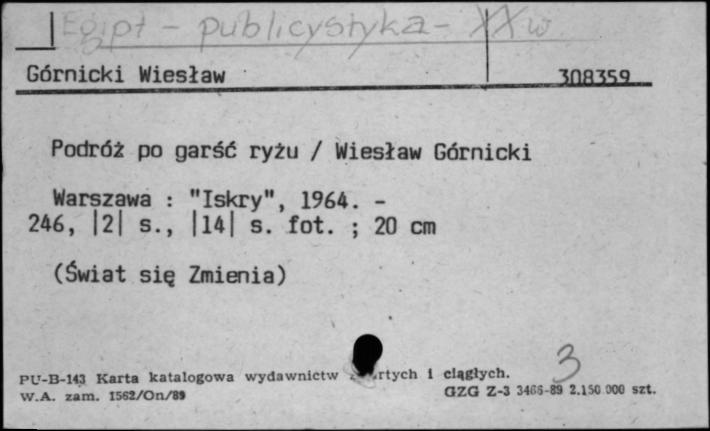 Egipt - publicystyka - XX w
Górnicki Wiesław 308359
Podróż po garść ryżu / Wiesław Górnicki
Warszawa : "Iskry", 1964. -
246, |2| s., |14| s. fot. ; 20 cm
(Świat się Zmienia)
3
PU-B-143 Karta katalogowa wydawnictw rtych i ciągłych.
W.A. zam. 1562/On/89 GZG Z-3 3466-89 2.150.000 szt.